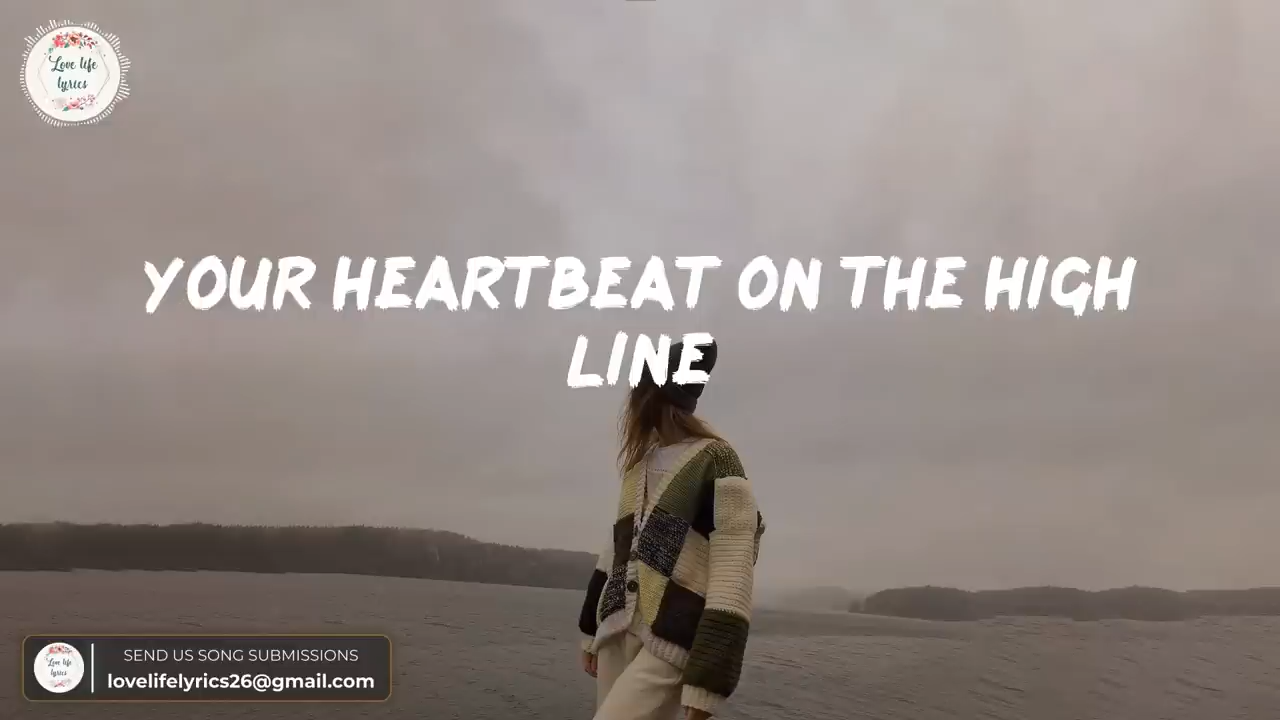 Love life
lyrics
YOUR HEARTBEAT ON THE HIGH
LINE
Love life
lyrics
SEND US SONG SUBMISSIONS
lovelifelyrics26@gmail.com